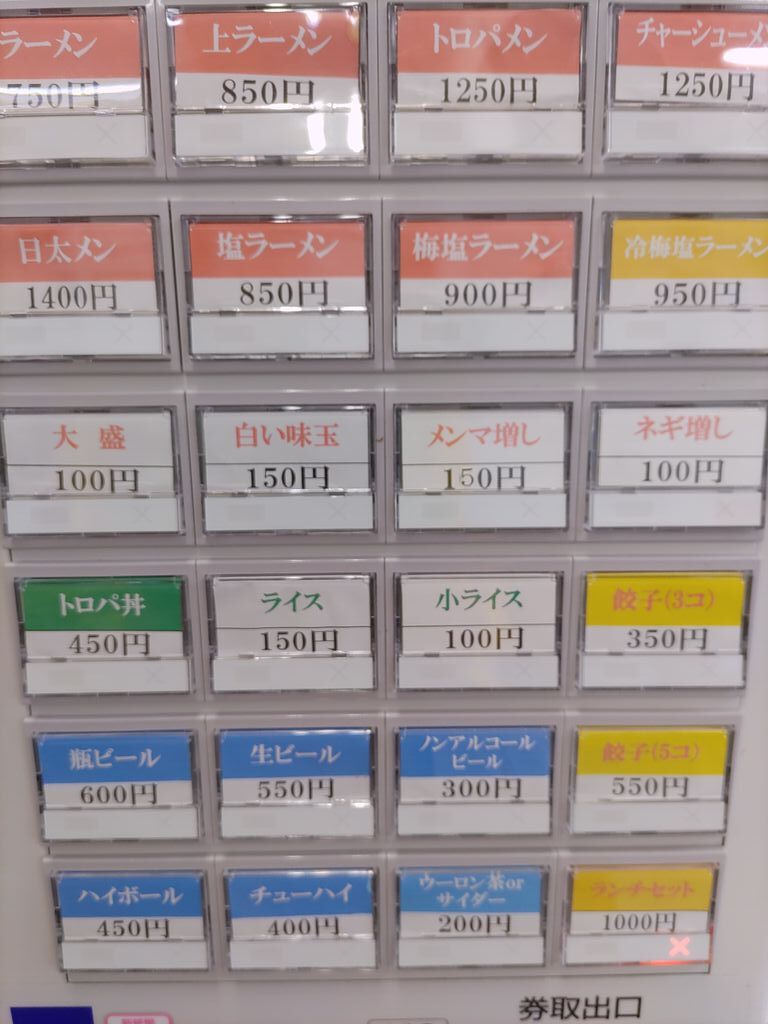 ラーメン
750円
上ラーメン
850円
トロパメン
1250円
チャーシューメン
1250円
日太メン
1400円
塩ラーメン
850円
梅塩ラーメン
900円
冷梅塩ラーメン
950円
大盛
100円
白い味玉
150円
メンマ増し
150円
ネギ増し
100円
トロパ丼
450円
ライス
150円
小ライス
100円
餃子(3コ)
350円
瓶ビール
600円
生ビール
550円
ノンアルコール
ビール
300円
餃子(5コ)
550円
ハイボール
450円
チューハイ
400円
ウーロン茶or
サイダー
200円
ランチセット
1000円
券取出口